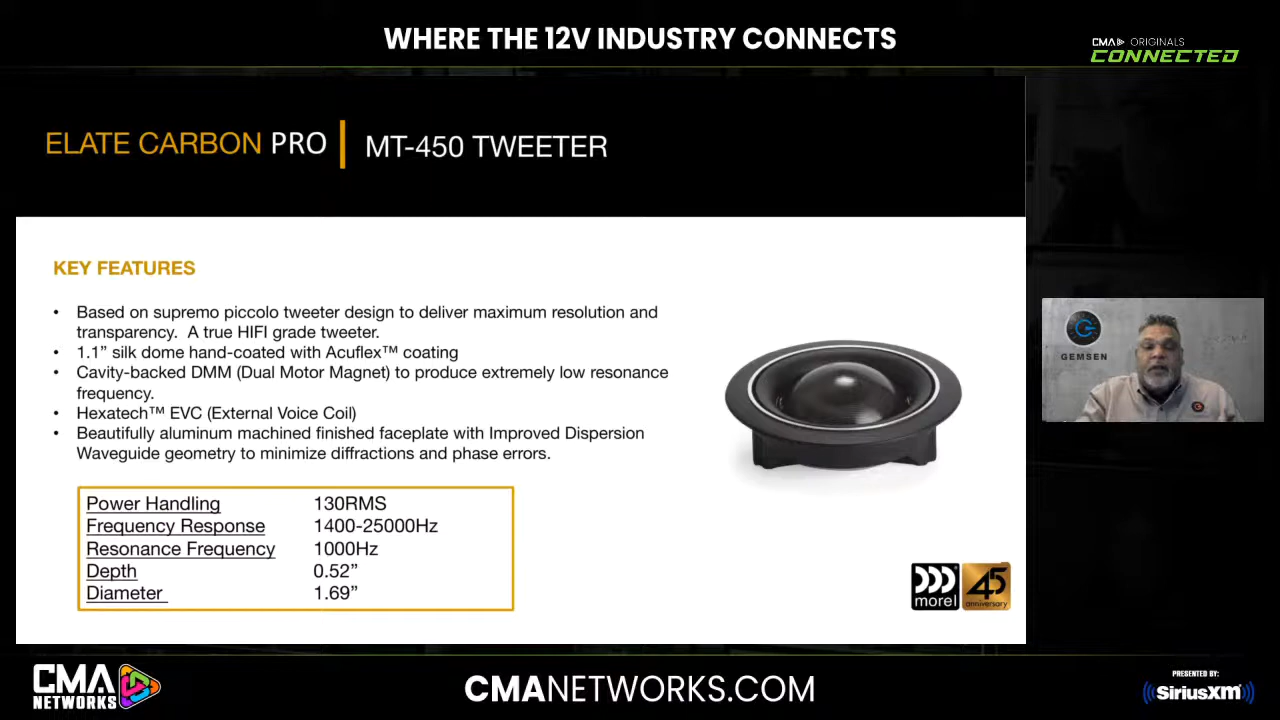 WHERE THE 12V INDUSTRY CONNECTS
CMA ORIGINALS
CONNECTED
ELATE CARBON PRO
MT-450 TWEETER
KEY FEATURES
• Based on supremo piccolo tweeter design to deliver maximum resolution and
transparency. A true HIFI grade tweeter.
• 1.1” silk dome hand-coated with Acuflex™ coating
• Cavity-backed DMM (Dual Motor Magnet) to produce extremely low resonance
frequency.
• Hexatech™ EVC (External Voice Coil)
• Beautifully aluminum machined finished faceplate with Improved Dispersion
Waveguide geometry to minimize diffractions and phase errors.
Power Handling 130RMS
Frequency Response 1400-25000Hz
Resonance Frequency 1000Hz
Depth 0.52”
Diameter 1.69”
morel
45
anniversary
GEMSEN
CMA
NETWORKS
CMANETWORKS.COM
PRESENTED BY:
SiriusXM